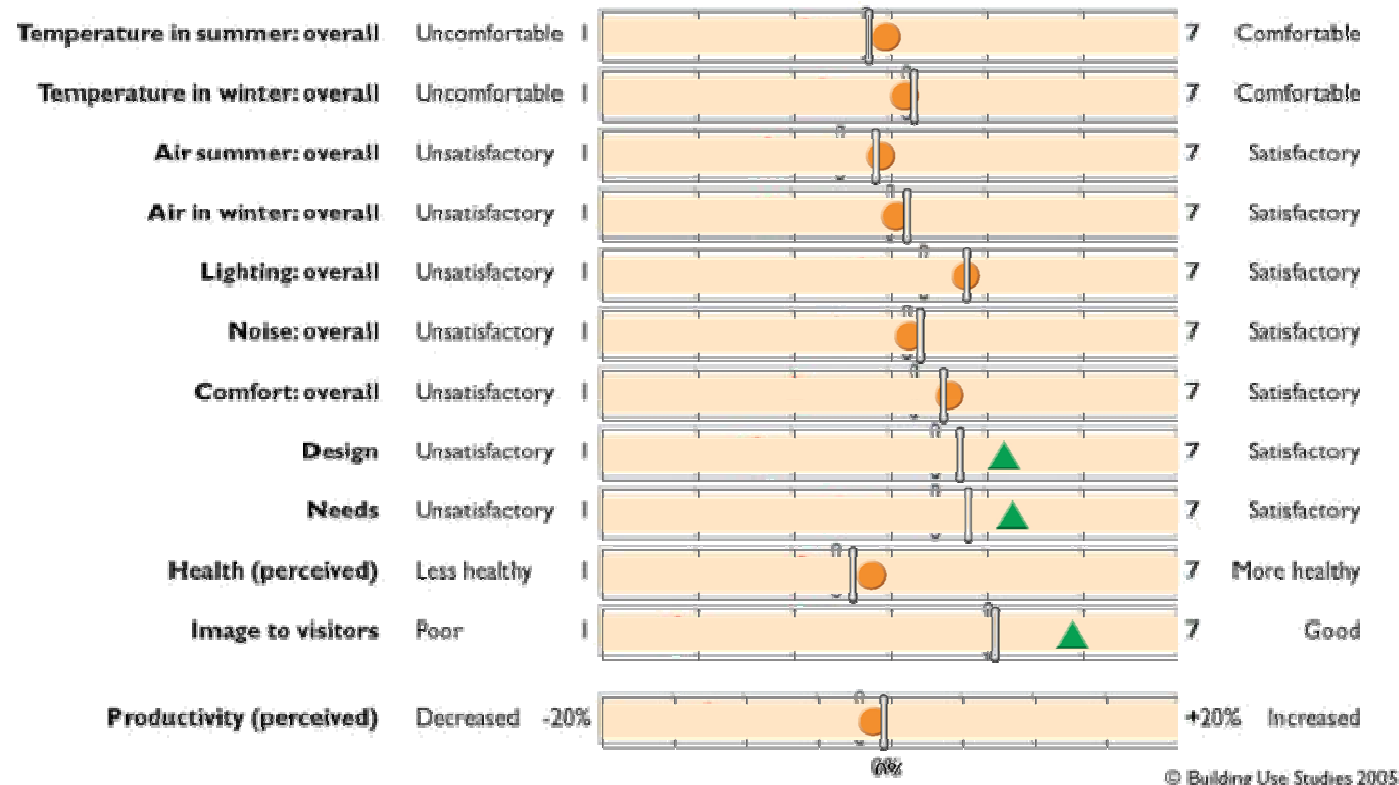 Temperature in summer: overall Uncomfortable 1 7 Comfortable
Temperature in winter: overall Uncomfortable 1 7 Comfortable
Air summer: overall Unsatisfactory 1 7 Satisfactory
Air in winter: overall Unsatisfactory 1 7 Satisfactory
Lighting: overall Unsatisfactory 1 7 Satisfactory
Noise: overall Unsatisfactory 1 7 Satisfactory
Comfort: overall Unsatisfactory 1 7 Satisfactory
Design Unsatisfactory 1 7 Satisfactory
Needs Unsatisfactory 1 7 Satisfactory
Health (perceived) Less healthy 1 7 More healthy
Image to visitors Poor 1 7 Good
Productivity (perceived) Decreased -20% +20% Increased
0%
© Building Use Studies 2005